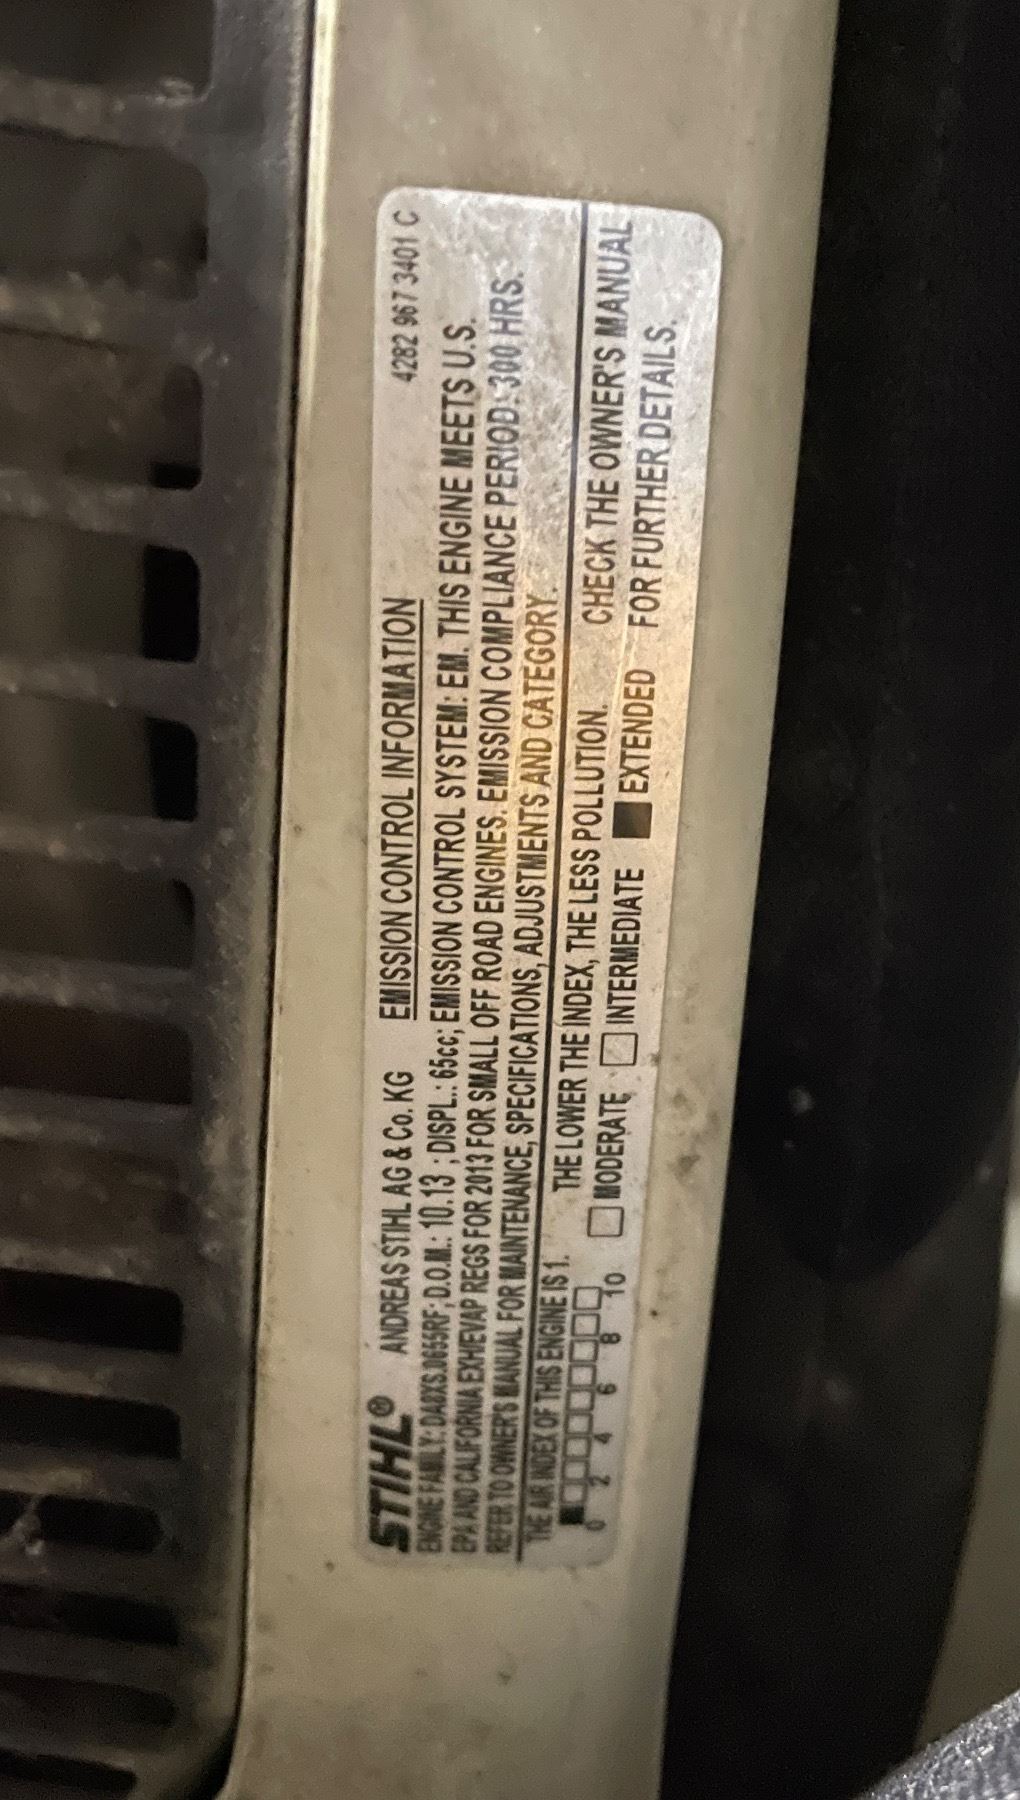 STIHL® ANDREAS STIHL AG & Co. KG EMISSION CONTROL INFORMATION 4282 967 3401 C
ENGINE FAMILY: DA8XS.0655RF; D.O.M.: 10.13 ; DISPL.: 65cc; EMISSION CONTROL SYSTEM: EM. THIS ENGINE MEETS U.S.
EPA AND CALIFORNIA EXH/EVAP REGS FOR 2013 FOR SMALL OFF ROAD ENGINES. EMISSION COMPLIANCE PERIOD: 300 HRS.
REFER TO OWNER'S MANUAL FOR MAINTENANCE, SPECIFICATIONS, ADJUSTMENTS AND CATEGORY.
THE AIR INDEX OF THIS ENGINE IS 1. THE LOWER THE INDEX, THE LESS POLLUTION. CHECK THE OWNER'S MANUAL
MODERATE INTERMEDIATE EXTENDED FOR FURTHER DETAILS.
0 2 4 6 8 10